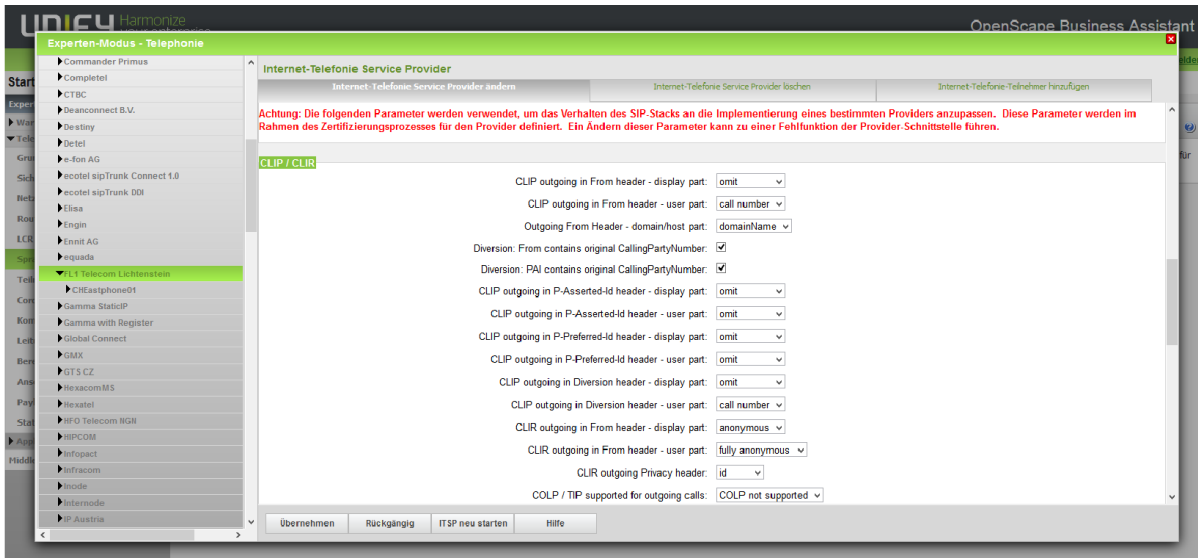 UNIFY Harmonize
OpenScape Business Assistant
Experten-Modus - Telephonie
Start
Commander Primus
Completel
CTBC
Deanconnect B.V.
Destiny
Detel
e-fon AG
ecotel sipTrunk Connect 1.0
ecotel sipTrunk DDI
Elisa
Engin
Ennit AG
equada
FL1 Telecom Lichtenstein
CHEastphone01
Gamma StaticIP
Gamma with Register
Global Connect
GMX
GTS CZ
Hexacom MS
Hexatel
HFO Telecom NGN
HIPCOM
Infopact
Infracom
Inode
Internode
IP Austria
Internet-Telefonie Service Provider
Internet-Telefonie Service Provider ändern
Internet-Telefonie Service Provider löschen
Internet-Telefonie-Teilnehmer hinzufügen
Achtung: Die folgenden Parameter werden verwendet, um das Verhalten des SIP-Stacks an die Implementierung eines bestimmten Providers anzupassen. Diese Parameter werden im
Rahmen des Zertifizierungsprozesses für den Provider definiert. Ein Ändern dieser Parameter kann zu einer Fehlfunktion der Provider-Schnittstelle führen.
CLIP / CLIR
CLIP outgoing in From header - display part: omit
CLIP outgoing in From header - user part: call number
Outgoing From Header - domain/host part: domainName
Diversion: From contains original CallingPartyNumber:
Diversion: PAI contains original CallingPartyNumber:
CLIP outgoing in P-Asserted-Id header - display part: omit
CLIP outgoing in P-Asserted-Id header - user part: omit
CLIP outgoing in P-Preferred-Id header - display part: omit
CLIP outgoing in P-Preferred-Id header - user part: omit
CLIP outgoing in Diversion header - display part: omit
CLIP outgoing in Diversion header - user part: call number
CLIR outgoing in From header - display part: anonymous
CLIR outgoing in From header - user part: fully anonymous
CLIR outgoing Privacy header: id
COLP / TIP supported for outgoing calls: COLP not supported
Übernehmen
Rückgängig
ITSP neu starten
Hilfe
LCR
für